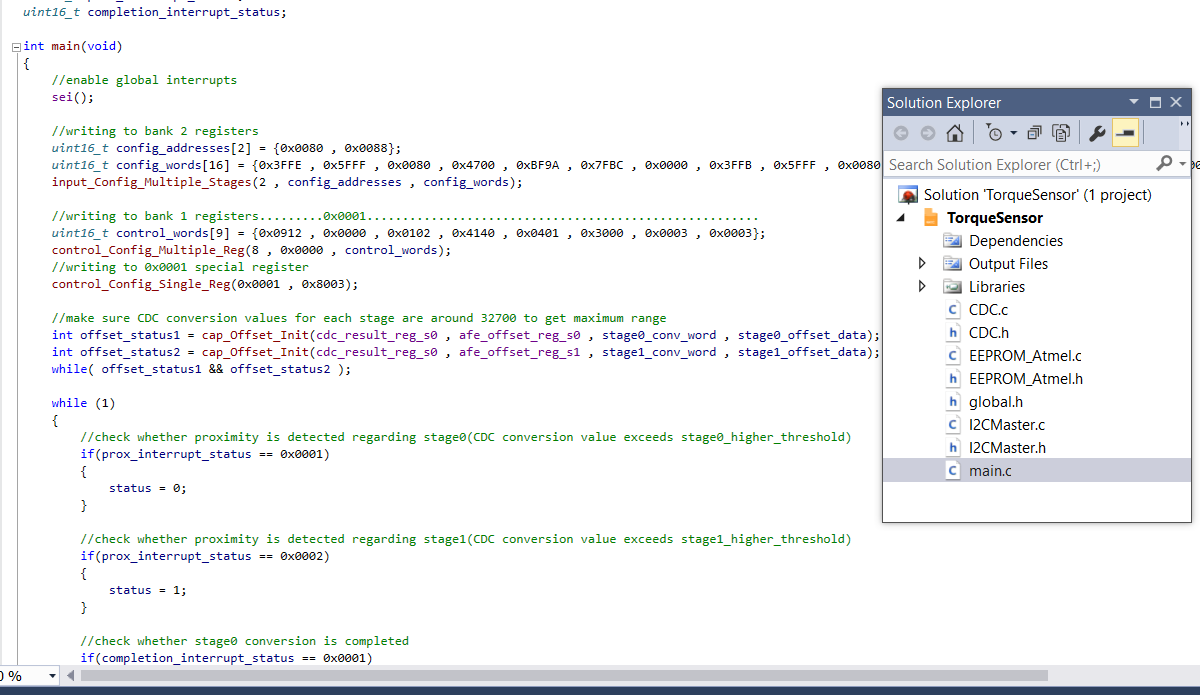 uint16_t completion_interrupt_status;
int main(void)
{
//enable global interrupts
sei();
//writing to bank 2 registers
uint16_t config_addresses[2] = {0x0080 , 0x0088};
uint16_t config_words[16] = {0x3FFE , 0x5FFF , 0x0080 , 0x4700 , 0xBF9A , 0x7FBC , 0x0000 , 0x3FFB , 0x5FFF , 0x0080
input_Config_Multiple_Stages(2 , config_addresses , config_words);
//writing to bank 1 registers.........0x0001.......................................................
uint16_t control_words[9] = {0x0912 , 0x0000 , 0x0102 , 0x4140 , 0x0401 , 0x3000 , 0x0003 , 0x0003};
control_Config_Multiple_Reg(8 , 0x0000 , control_words);
//writing to 0x0001 special register
control_Config_Single_Reg(0x0001 , 0x8003);
//make sure CDC conversion values for each stage are around 32700 to get maximum range
int offset_status1 = cap_Offset_Init(cdc_result_reg_s0 , afe_offset_reg_s0 , stage0_conv_word , stage0_offset_data);
int offset_status2 = cap_Offset_Init(cdc_result_reg_s0 , afe_offset_reg_s1 , stage1_conv_word , stage1_offset_data);
while( offset_status1 && offset_status2 );
while (1)
{
//check whether proximity is detected regarding stage0(CDC conversion value exceeds stage0_higher_threshold)
if(prox_interrupt_status == 0x0001)
{
status = 0;
}
//check whether proximity is detected regarding stage1(CDC conversion value exceeds stage1_higher_threshold)
if(prox_interrupt_status == 0x0002)
{
status = 1;
}
//check whether stage0 conversion is completed
if(completion_interrupt_status == 0x0001)
0 %
Solution Explorer
Search Solution Explorer (Ctrl+;)
Solution 'TorqueSensor' (1 project)
TorqueSensor
Dependencies
Output Files
Libraries
CDC.c
CDC.h
EEPROM_Atmel.c
EEPROM_Atmel.h
global.h
I2CMaster.c
I2CMaster.h
main.c